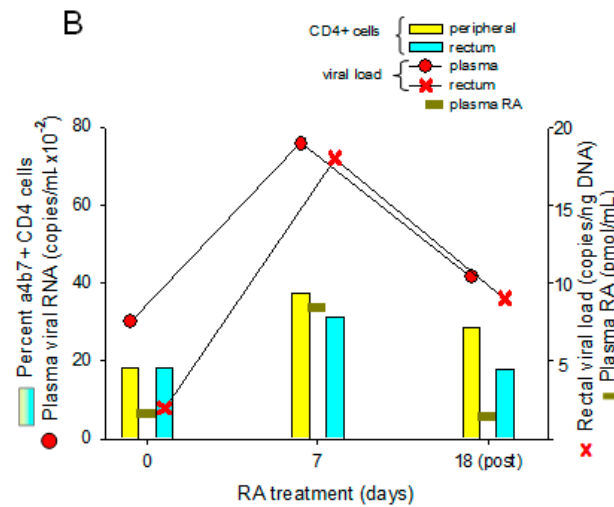 B
CD4+ cells
peripheral
rectum
viral load
plasma
rectum
plasma RA
Percent a4b7+ CD4 cells
Plasma viral RNA (copies/mL x10-2)
80
60
40
20
0
20
15
10
5
Rectal viral load (copies/ng DNA)
Plasma RA (pmol/mL)
0
7
18 (post)
RA treatment (days)